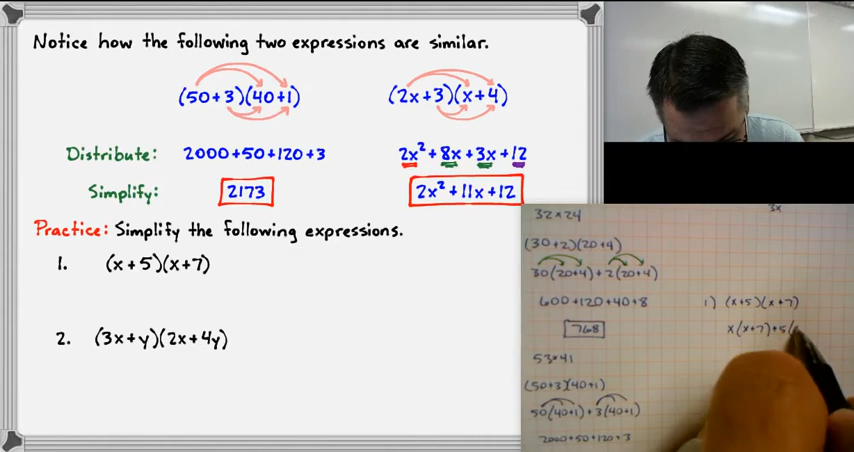 Notice how the following two expressions are similar.
(50+3)(40+1)
(2x+3)(x+4)
Distribute: 2000+50+120+3
2x²+8x+3x+12
Simplify: 2173
2x²+11x+12
Practice: Simplify the following expressions.
1. (x+5)(x+7)
2. (3x+y)(2x+4y)
32×24
(30+2)(20+4)
30(20+4)+2(20+4)
600+120+40+8
768
53×41
(50+3)(40+1)
50(40+1)+3(40+1)
2000+50+120+3
3x
1) (x+5)(x+7)
x(x+7)+5(